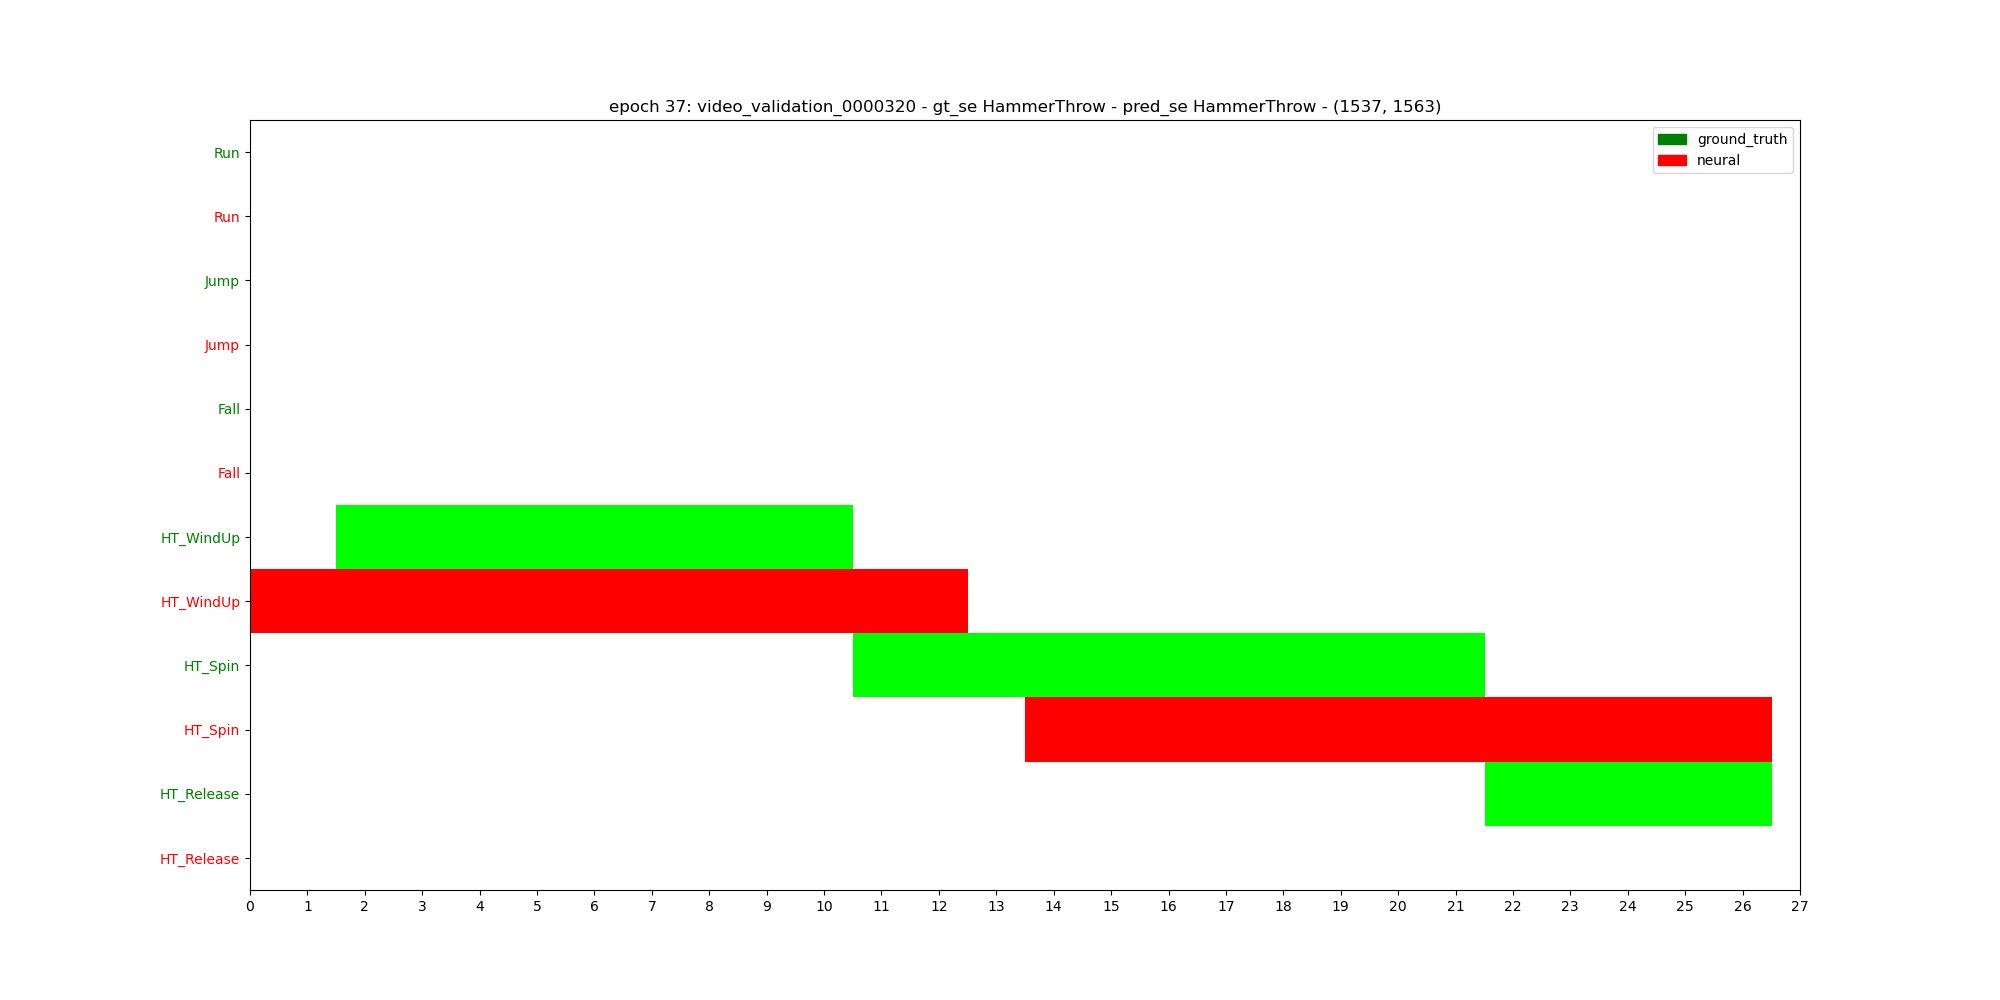 epoch 37: video_validation_0000320 - gt_se HammerThrow - pred_se HammerThrow - (1537, 1563)
ground_truth
neural
Run
Run
Jump
Jump
Fall
Fall
HT_WindUp
HT_WindUp
HT_Spin
HT_Spin
HT_Release
HT_Release
0 1 2 3 4 5 6 7 8 9 10 11 12 13 14 15 16 17 18 19 20 21 22 23 24 25 26 27